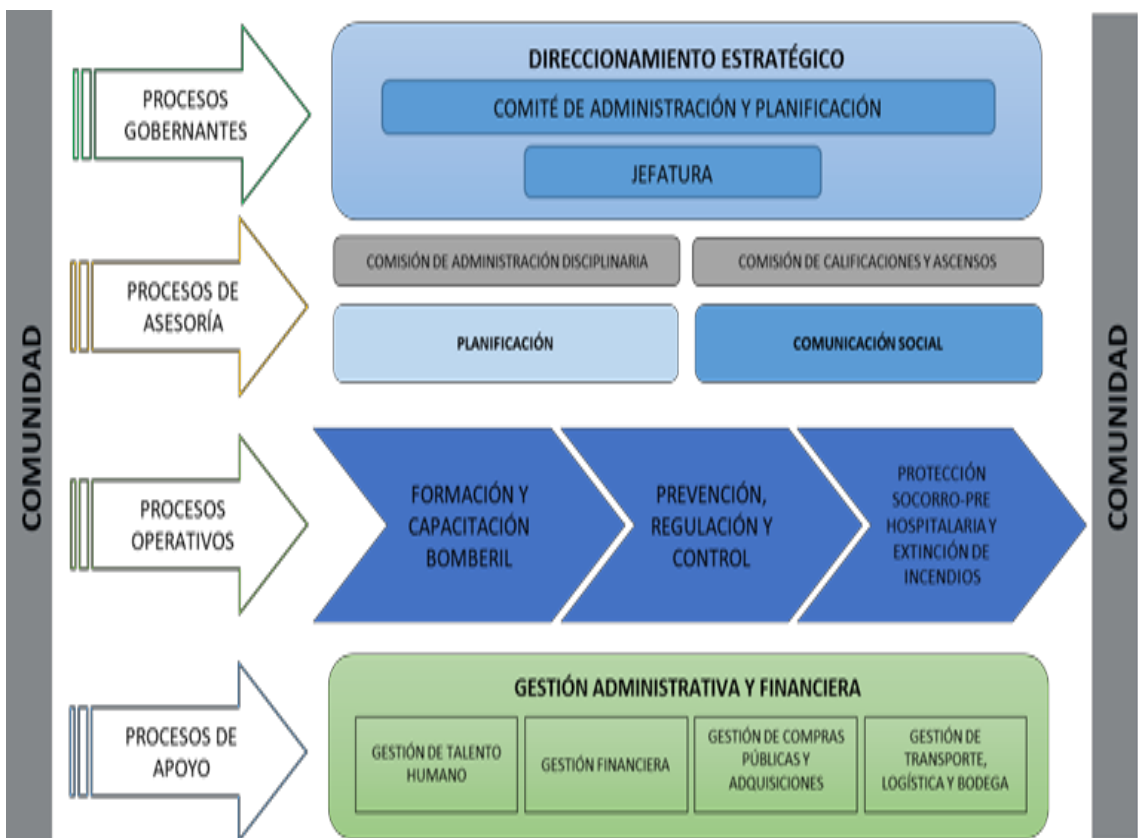 COMUNIDAD
PROCESOS
GOBERNANTES
DIRECCIONAMIENTO ESTRATÉGICO
COMITÉ DE ADMINISTRACIÓN Y PLANIFICACIÓN
JEFATURA
PROCESOS DE
ASESORÍA
COMISIÓN DE ADMINISTRACIÓN DISCIPLINARIA
COMISIÓN DE CALIFICACIONES Y ASCENSOS
PLANIFICACIÓN
COMUNICACIÓN SOCIAL
PROCESOS
OPERATIVOS
FORMACIÓN Y
CAPACITACIÓN
BOMBERIL
PREVENCIÓN,
REGULACIÓN Y
CONTROL
PROTECCIÓN
SOCORRO-PRE
HOSPITALARIA Y
EXTINCIÓN DE
INCENDIOS
PROCESOS DE
APOYO
GESTIÓN ADMINISTRATIVA Y FINANCIERA
GESTIÓN DE TALENTO
HUMANO
GESTIÓN FINANCIERA
GESTIÓN DE COMPRAS
PÚBLICAS Y
ADQUISICIONES
GESTIÓN DE
TRANSPORTE,
LOGÍSTICA Y BODEGA
COMUNIDAD